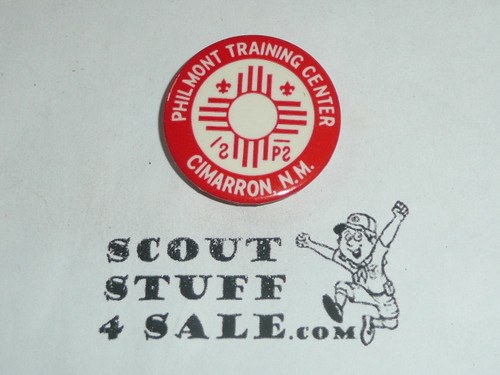 PHILMONT TRAINING CENTER
CIMARRON, N.M.
SCOUT
STUFF
4 SALE.COM